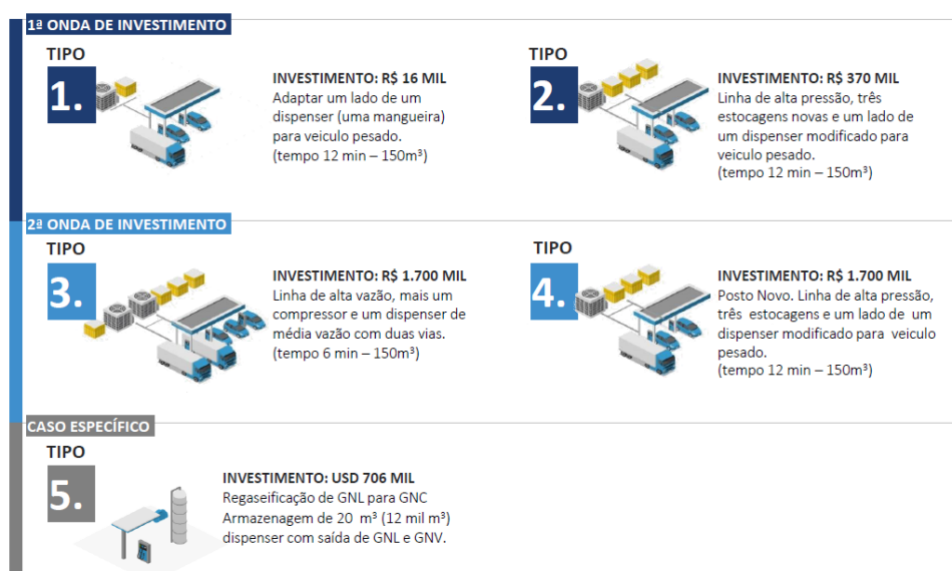 1ª ONDA DE INVESTIMENTO
TIPO
1.
INVESTIMENTO: R$ 16 MIL
Adaptar um lado de um
dispenser (uma mangueira)
para veiculo pesado.
(tempo 12 min – 150m³)
TIPO
2.
INVESTIMENTO: R$ 370 MIL
Linha de alta pressão, três
estocagens novas e um lado de
um dispenser modificado para
veiculo pesado.
(tempo 12 min – 150m³)
2ª ONDA DE INVESTIMENTO
TIPO
3.
INVESTIMENTO: R$ 1.700 MIL
Linha de alta vazão, mais um
compressor e um dispenser de
média vazão com duas vias.
(tempo 6 min – 150m³)
TIPO
4.
INVESTIMENTO: R$ 1.700 MIL
Posto Novo. Linha de alta pressão,
três estocagens e um lado de um
dispenser modificado para veiculo
pesado.
(tempo 12 min – 150m³)
CASO ESPECÍFICO
TIPO
5.
INVESTIMENTO: USD 706 MIL
Regaseificação de GNL para GNC
Armazenagem de 20 m³ (12 mil m³)
dispenser com saída de GNL e GNV.